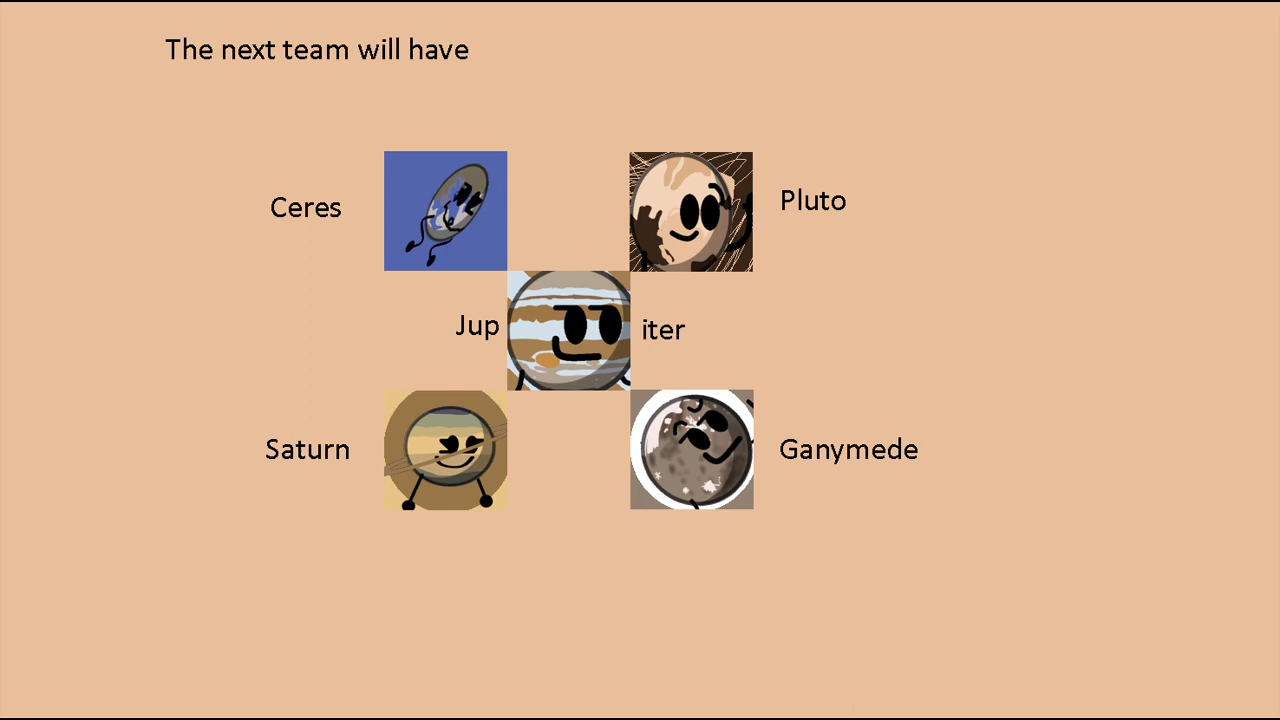 The next team will have
Ceres
Pluto
Jup iter
Saturn
Ganymede